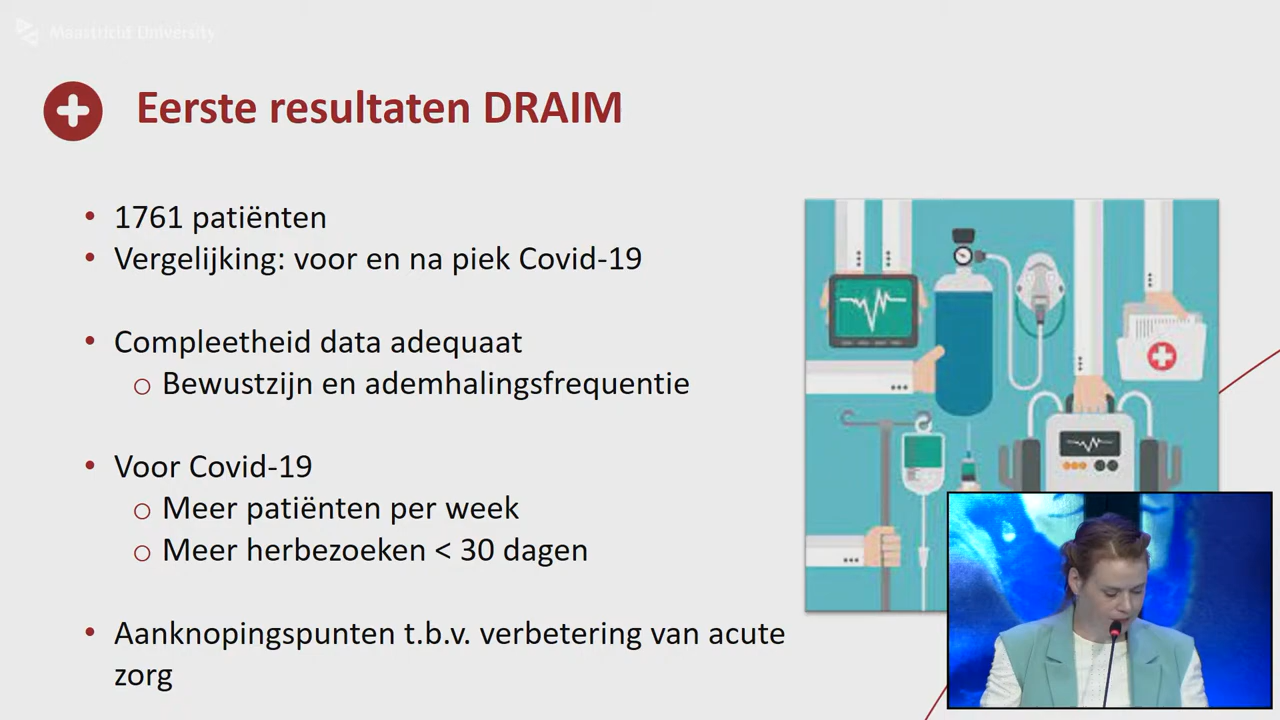 Maastricht University
Eerste resultaten DRAIM
• 1761 patiënten
• Vergelijking: voor en na piek Covid-19
• Compleetheid data adequaat
o Bewustzijn en ademhalingsfrequentie
• Voor Covid-19
o Meer patiënten per week
o Meer herbezoeken < 30 dagen
• Aanknopingspunten t.b.v. verbetering van acute
zorg